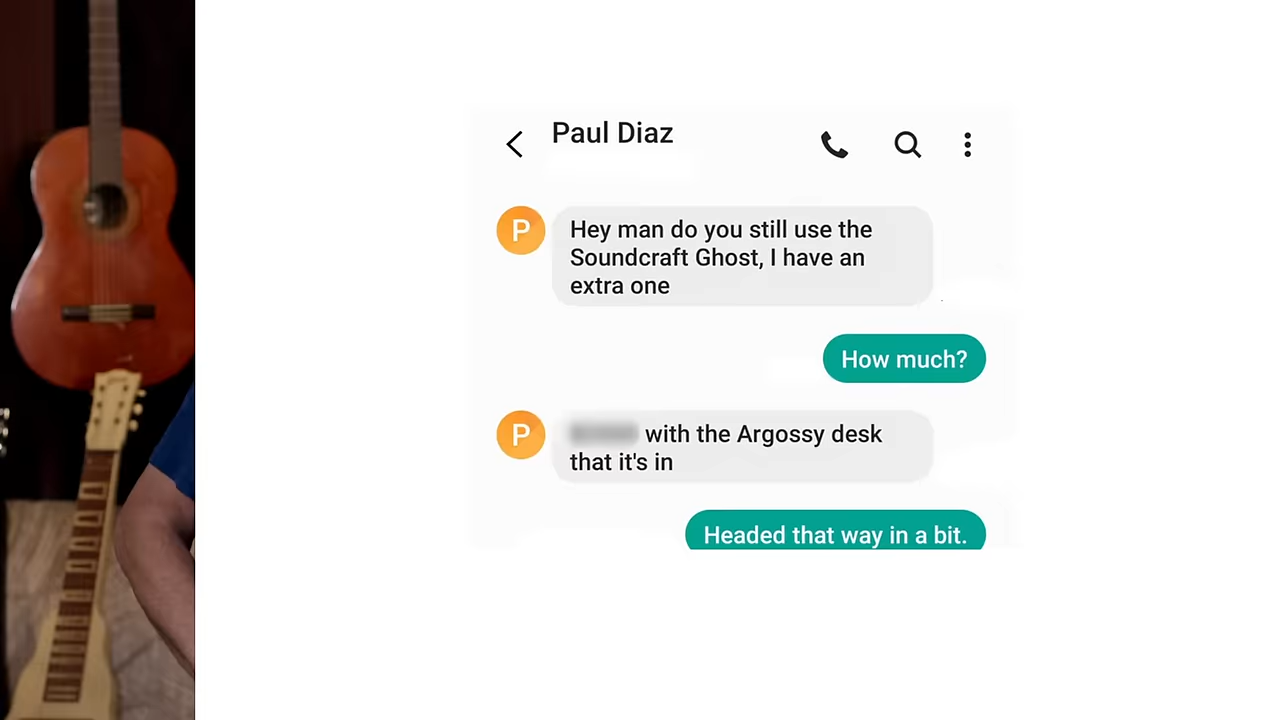 Paul Diaz
P
Hey man do you still use the
Soundcraft Ghost, I have an
extra one
How much?
P
with the Argossy desk
that it's in
Headed that way in a bit.